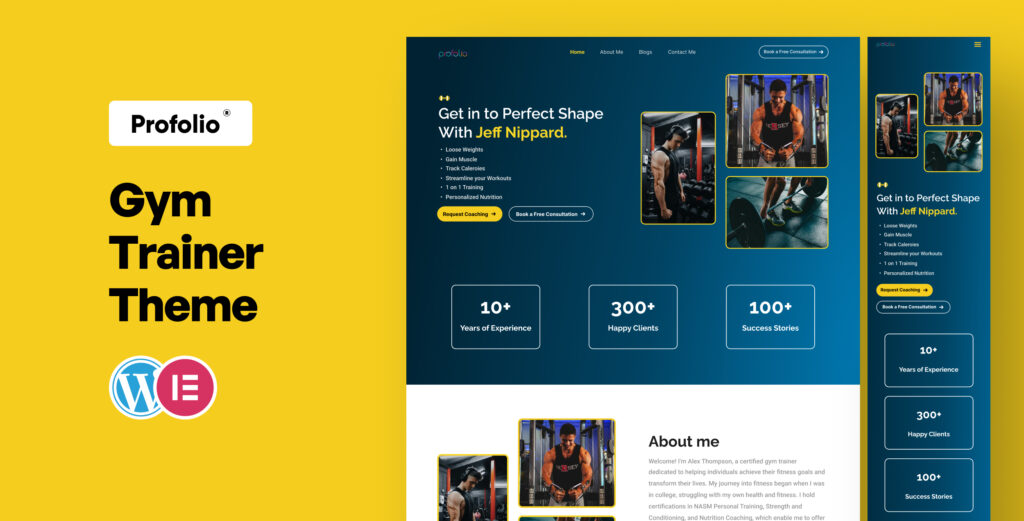 Profolio
Gym
Trainer
Theme
profolio
Home
About Me
Blogs
Contact Me
Book a Free Consultation →
Get in to Perfect Shape
With Jeff Nippard.
• Loose Weights
• Gain Muscle
• Track Caleroies
• Streamline your Workouts
• 1 on 1 Training
• Personalized Nutrition
Request Coaching →
Book a Free Consultation →
10+
Years of Experience
300+
Happy Clients
100+
Success Stories
About me
Welcome! I'm Alex Thompson, a certified gym trainer
dedicated to helping individuals achieve their fitness goals and
transform their lives. My journey into fitness began when I was
in college, struggling with my own health and fitness. I hold
certifications in NASM Personal Training, Strength and
Conditioning, and Nutrition Coaching, which enable me to offer
profolio
Get in to Perfect Shape
With Jeff Nippard.
• Loose Weights
• Gain Muscle
• Track Caleroies
• Streamline your Workouts
• 1 on 1 Training
• Personalized Nutrition
Request Coaching →
Book a Free Consultation →
10+
Years of Experience
300+
Happy Clients
100+
Success Stories